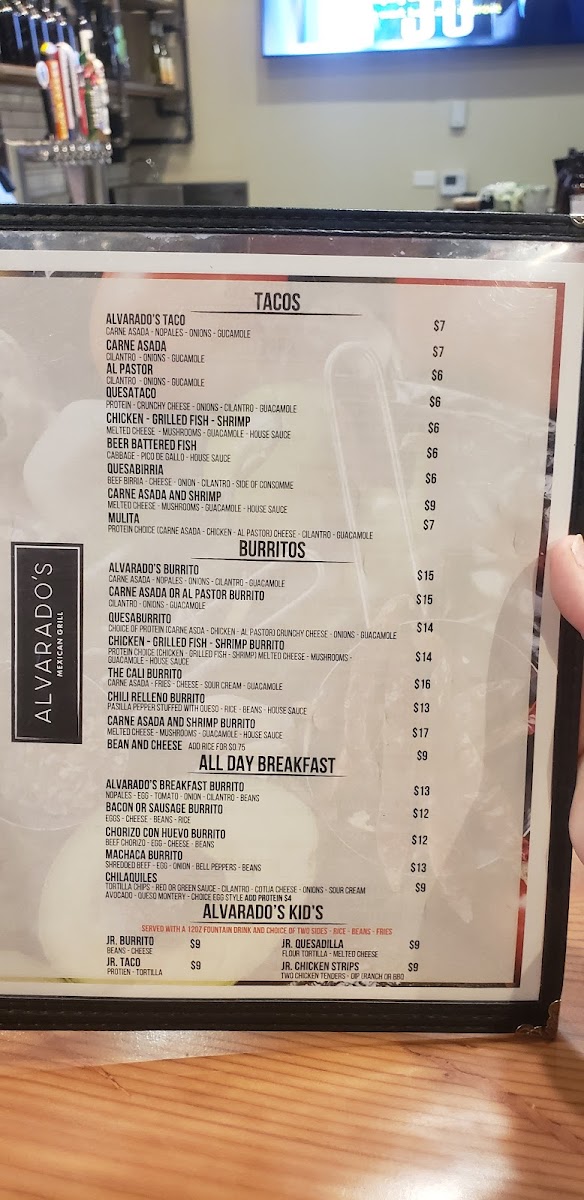 TACOS
ALVARADO'S TACO $7
CARNE ASADA - NOPALES - ONIONS - GUCAMOLE
CARNE ASADA $7
CILANTRO - ONIONS - GUCAMOLE
AL PASTOR $6
CILANTRO - ONIONS - GUCAMOLE
QUESATACO $6
PROTEIN - CRUNCHY CHEESE - ONIONS - CILANTRO - GUACAMOLE
CHICKEN - GRILLED FISH - SHRIMP $6
MELTED CHEESE - MUSHROOMS - GUACAMOLE - HOUSE SAUCE
BEER BATTERED FISH $6
CABBAGE - PICO DE GALLO - HOUSE SAUCE
QUESABIRRIA $6
BEEF BIRRIA - CHEESE - ONION - CILANTRO - SIDE OF CONSOMME
CARNE ASADA AND SHRIMP $9
MELTED CHEESE - MUSHROOMS - GUACAMOLE - HOUSE SAUCE
MULITA $7
PROTEIN CHOICE (CARNE ASADA - CHICKEN - AL PASTOR) CHEESE - CILANTRO - GUACAMOLE
BURRITOS
ALVARADO'S BURRITO $15
CARNE ASADA - NOPALES - ONIONS - CILANTRO - GUACAMOLE
CARNE ASADA OR AL PASTOR BURRITO $15
CILANTRO - ONIONS - GUACAMOLE
QUESABURRITO $14
CHOICE OF PROTEIN (CARNE ASDA - CHICKEN - AL PASTOR) CRUNCHY CHEESE - ONIONS - GUACAMOLE
CHICKEN - GRILLED FISH - SHRIMP BURRITO $14
PROTEIN CHOICE (CHICKEN - GRILLED FISH - SHRIMP) MELTED CHEESE - MUSHROOMS -
GUACAMOLE - HOUSE SAUCE
THE CALI BURRITO $16
CARNE ASADA - FRIES - CHEESE - SOUR CREAM - GUACAMOLE
CHILI RELLENO BURRITO $13
PASILLA PEPPER STUFFED WITH QUESO - RICE - BEANS - HOUSE SAUCE
CARNE ASADA AND SHRIMP BURRITO $17
MELTED CHEESE - MUSHROOMS - GUACAMOLE - HOUSE SAUCE
BEAN AND CHEESE ADD RICE FOR $0.75 $9
ALL DAY BREAKFAST
ALVARADO'S BREAKFAST BURRITO $13
NOPALES - EGG - TOMATO - ONION - CILANTRO - BEANS
BACON OR SAUSAGE BURRITO $12
EGGS - CHEESE - BEANS - RICE
CHORIZO CON HUEVO BURRITO $12
BEEF CHORIZO - EGG - CHEESE - BEANS
MACHACA BURRITO $13
SHREDDED BEEF - EGG - ONION - BELL PEPPERS - BEANS
CHILAQUILES $9
TORTILLA CHIPS - RED OR GREEN SAUCE - CILANTRO - COTIJA CHEESE - ONIONS - SOUR CREAM
AVOCADO - QUESO MONTERY - CHOICE EGG STYLE ADD PROTEIN $4
ALVARADO'S KID'S
SERVED WITH A 12OZ FOUNTAIN DRINK AND CHOICE OF TWO SIDES - RICE - BEANS - FRIES
JR. BURRITO $9 JR. QUESADILLA $9
BEANS - CHEESE FLOUR TORTILLA - MELTED CHEESE
JR. TACO $9 JR. CHICKEN STRIPS $9
PROTIEN - TORTILLA TWO CHICKEN TENDERS - DIP (RANCH OR BBQ
ALVARADO'S
MEXICAN GRILL